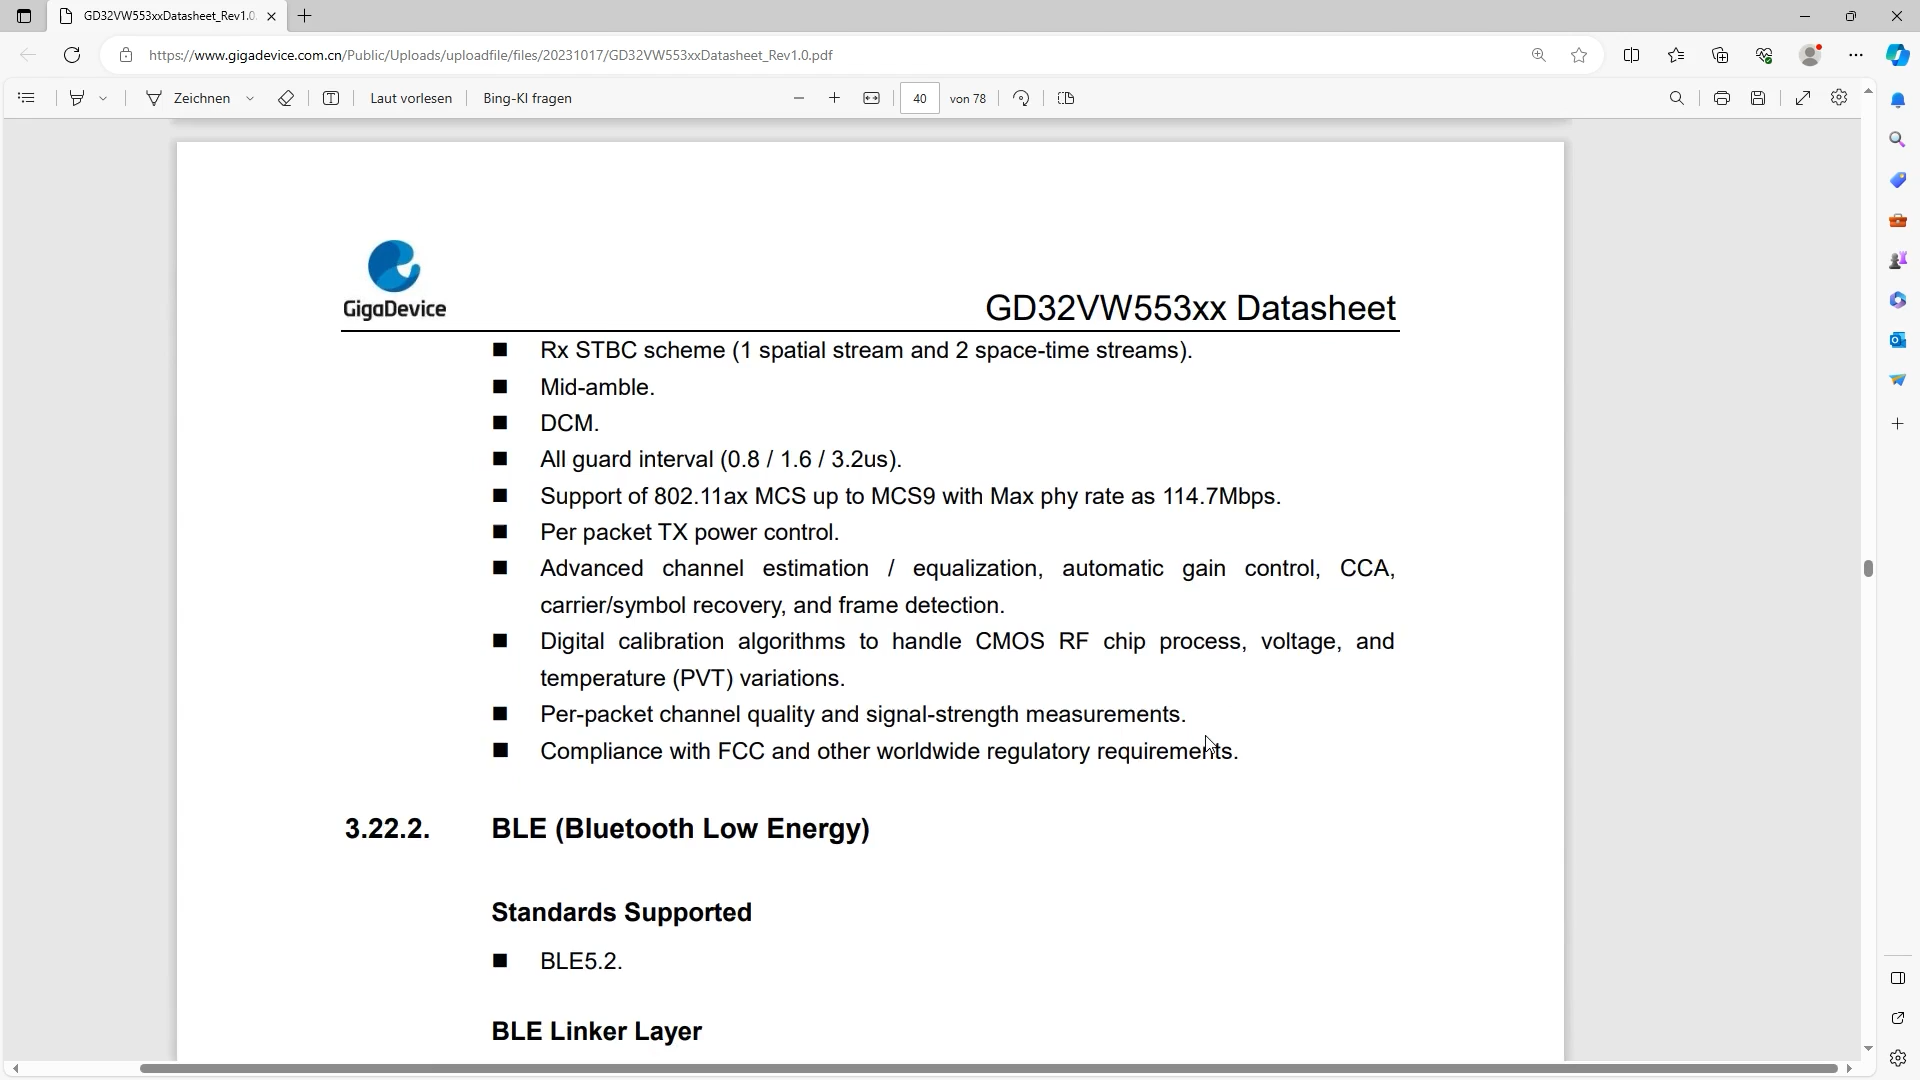 GD32VW553xxDatasheet_Rev1.0.
https://www.gigadevice.com.cn/Public/Uploads/uploadfile/files/20231017/GD32VW553xxDatasheet_Rev1.0.pdf
Zeichnen Laut vorlesen Bing-KI fragen 40 von 78
GigaDevice
GD32VW553xx Datasheet
■ Rx STBC scheme (1 spatial stream and 2 space-time streams).
■ Mid-amble.
■ DCM.
■ All guard interval (0.8 / 1.6 / 3.2us).
■ Support of 802.11ax MCS up to MCS9 with Max phy rate as 114.7Mbps.
■ Per packet TX power control.
■ Advanced channel estimation / equalization, automatic gain control, CCA,
carrier/symbol recovery, and frame detection.
■ Digital calibration algorithms to handle CMOS RF chip process, voltage, and
temperature (PVT) variations.
■ Per-packet channel quality and signal-strength measurements.
■ Compliance with FCC and other worldwide regulatory requirements.
3.22.2. BLE (Bluetooth Low Energy)
Standards Supported
■ BLE5.2.
BLE Linker Layer